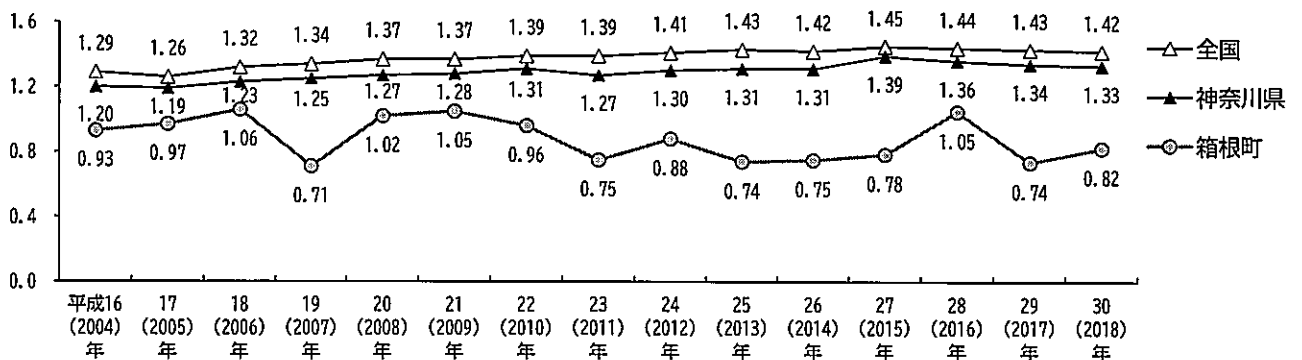 1.6
1.2
0.8
0.4
0.0
1.29 1.26 1.32 1.34 1.37 1.37 1.39 1.39 1.41 1.43 1.42 1.45 1.44 1.43 1.42
1.20 1.19 1.23 1.25 1.27 1.28 1.31 1.27 1.30 1.31 1.31 1.39 1.36 1.34 1.33
0.93 0.97 1.06 0.71 1.02 1.05 0.96 0.75 0.88 0.74 0.75 0.78 1.05 0.74 0.82
全国
神奈川県
箱根町
平成16 17 18 19 20 21 22 23 24 25 26 27 28 29 30
(2004) (2005) (2006) (2007) (2008) (2009) (2010) (2011) (2012) (2013) (2014) (2015) (2016) (2017) (2018)
年 年 年 年 年 年 年 年 年 年 年 年 年 年 年